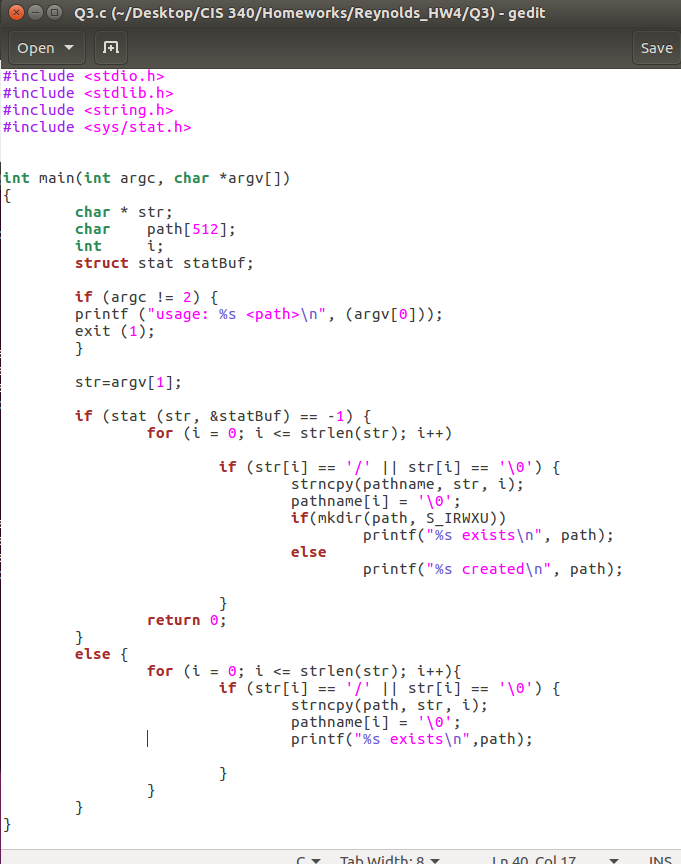 Q3.c (~/Desktop/CIS 340/Homeworks/Reynolds_HW4/Q3) - gedit
Open Save
#include <stdio.h>
#include <stdlib.h>
#include <string.h>
#include <sys/stat.h>
int main(int argc, char *argv[])
{
char * str;
char path[512];
int i;
struct stat statBuf;
if (argc != 2) {
printf ("usage: %s <path>\n", (argv[0]));
exit (1);
}
str=argv[1];
if (stat (str, &statBuf) == -1) {
for (i = 0; i <= strlen(str); i++)
if (str[i] == '/' || str[i] == '\0') {
strncpy(pathname, str, i);
pathname[i] = '\0';
if(mkdir(path, S_IRWXU))
printf("%s exists\n", path);
else
printf("%s created\n", path);
}
return 0;
}
else {
for (i = 0; i <= strlen(str); i++){
if (str[i] == '/' || str[i] == '\0') {
strncpy(path, str, i);
pathname[i] = '\0';
printf("%s exists\n",path);
}
}
}
}
C Tab Width: 8 Ln 40, Col 17 INS